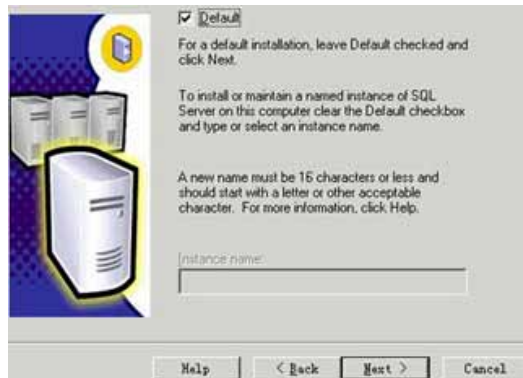 Default
For a default installation, leave Default checked and
click Next.
To install or maintain a named instance of SQL
Server on this computer clear the Default checkbox
and type or select an instance name.
A new name must be 16 characters or less and
should start with a letter or other acceptable
character. For more information, click Help.
Instance name:
Help
< Back
Next >
Cancel